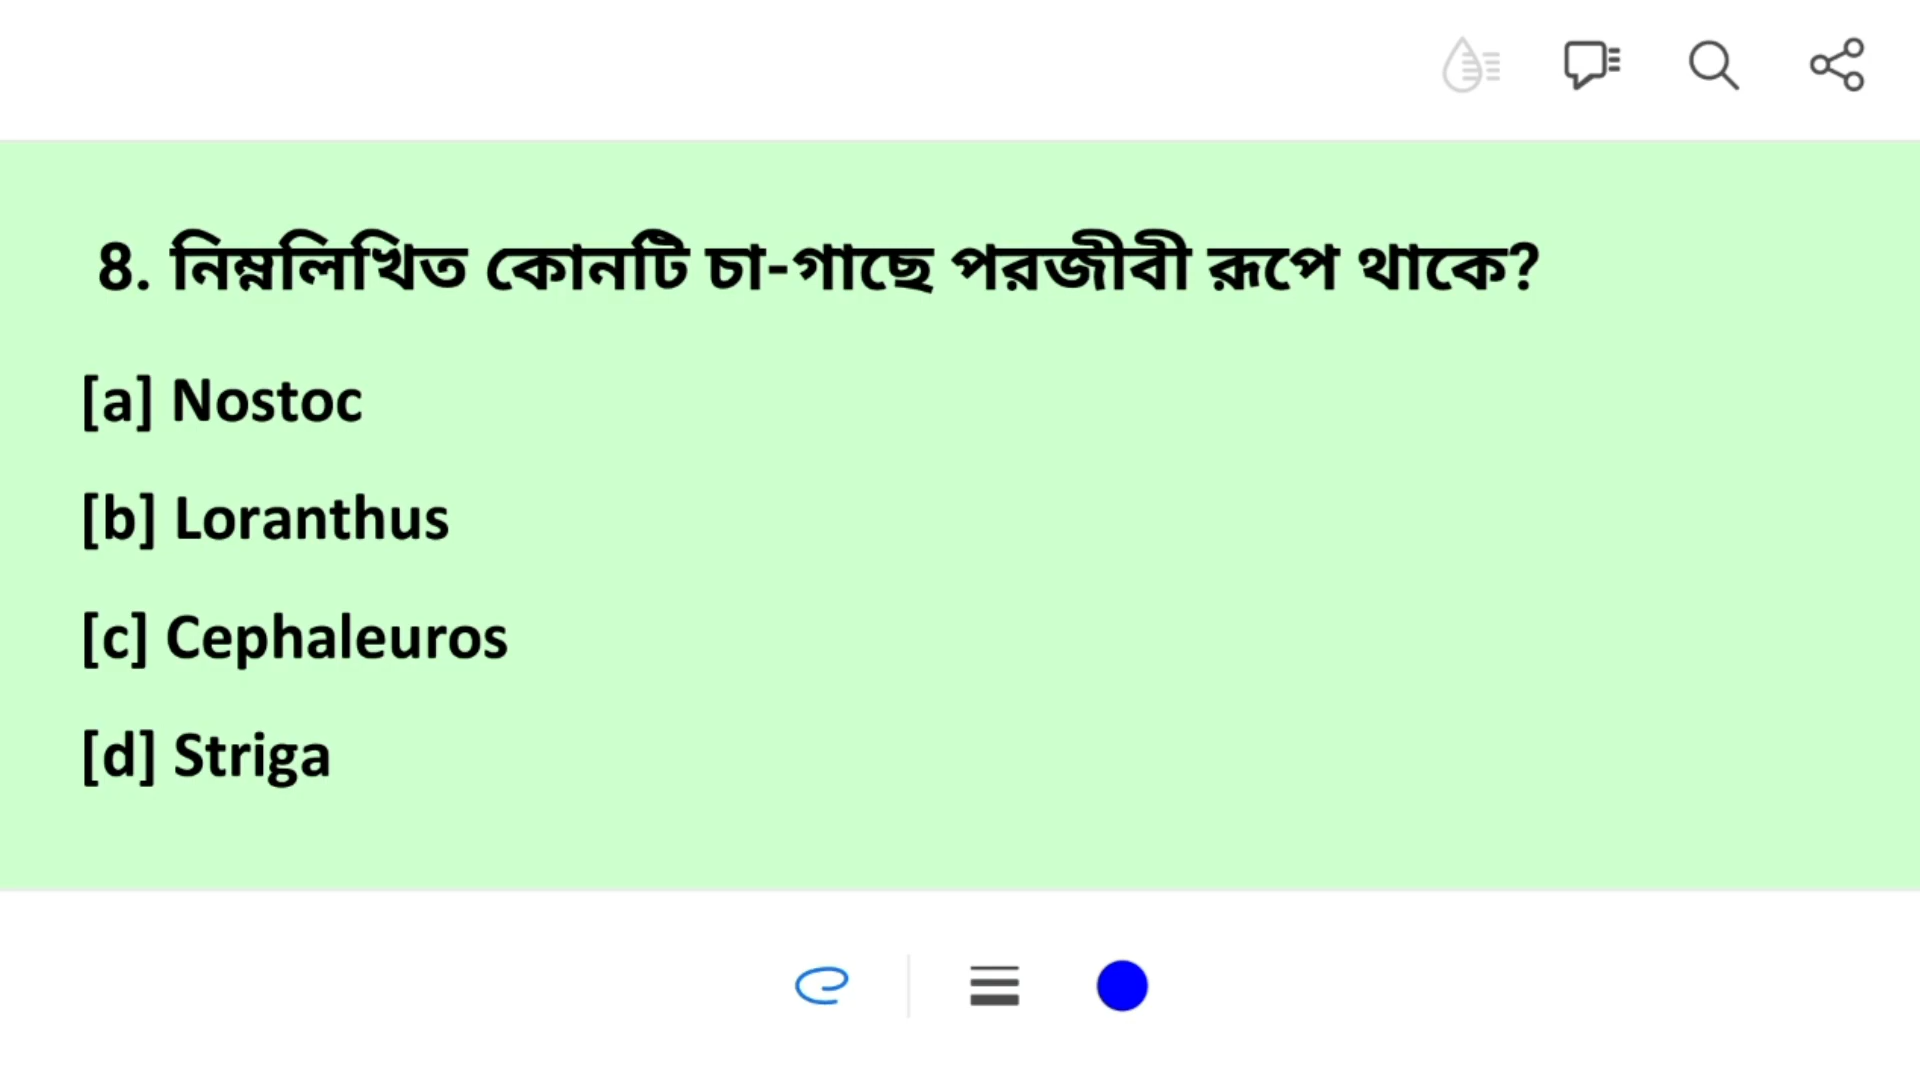 8. নিম্নলিখিত কোনটি চা-গাছে পরজীবী রূপে থাকে?
[a] Nostoc
[b] Loranthus
[c] Cephaleuros
[d] Striga